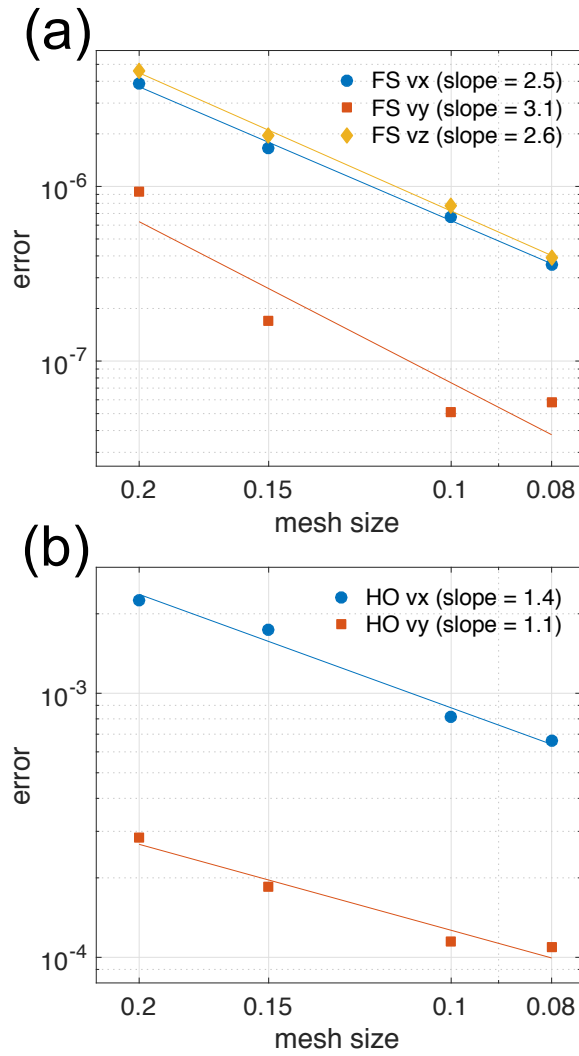 (a)
FS vx (slope = 2.5)
FS vy (slope = 3.1)
FS vz (slope = 2.6)
10^-6
10^-7
error
0.2 0.15 0.1 0.08
mesh size
(b)
HO vx (slope = 1.4)
HO vy (slope = 1.1)
10^-3
10^-4
error
0.2 0.15 0.1 0.08
mesh size